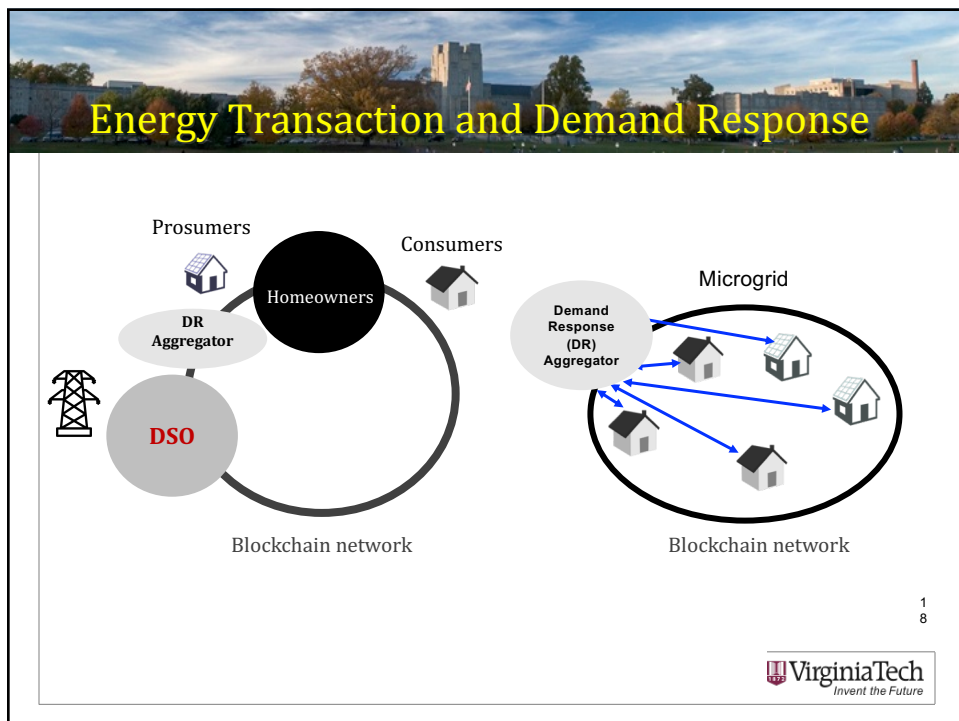 Energy Transaction and Demand Response
Prosumers
Consumers
Homeowners
DR
Aggregator
DSO
Blockchain network
Microgrid
Demand
Response
(DR)
Aggregator
Blockchain network
1
8
1872
VirginiaTech
Invent the Future